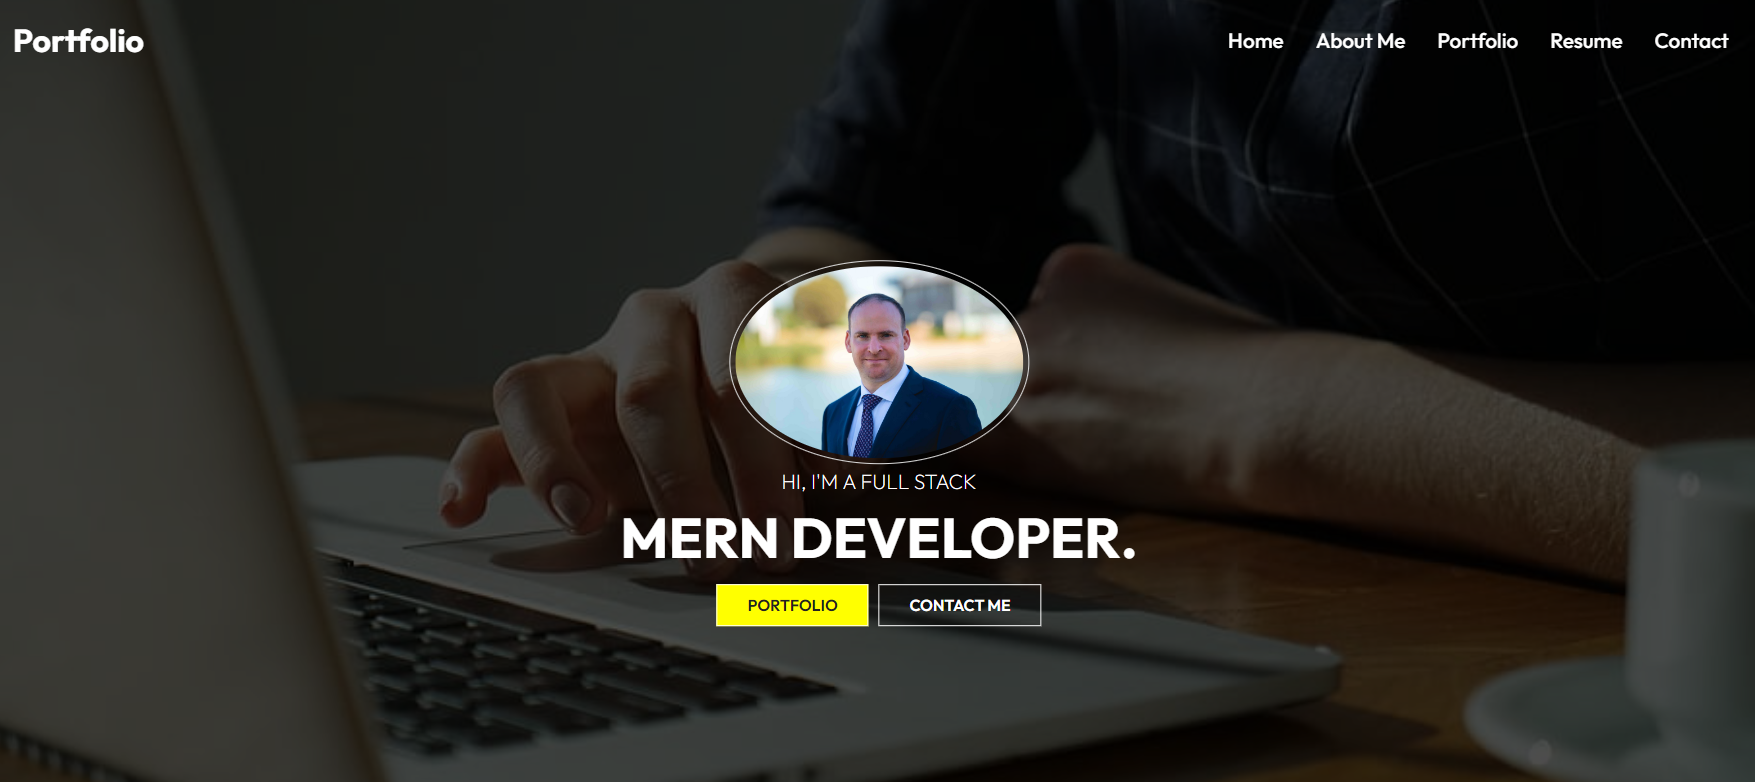 Portfolio
Home About Me Portfolio Resume Contact
HI, I'M A FULL STACK
MERN DEVELOPER.
PORTFOLIO CONTACT ME